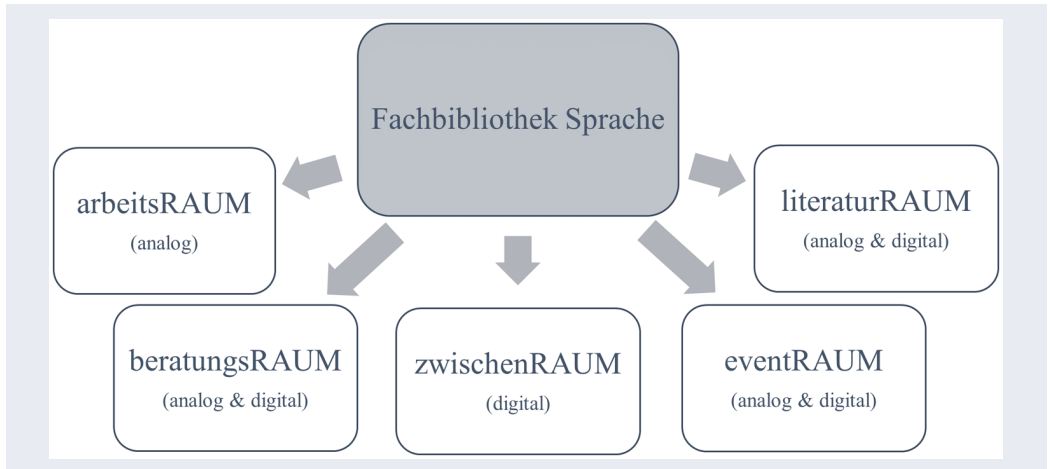 Fachbibliothek Sprache
arbeitsRAUM
(analog)
beratungsRAUM
(analog & digital)
zwischenRAUM
(digital)
eventRAUM
(analog & digital)
literaturRAUM
(analog & digital)